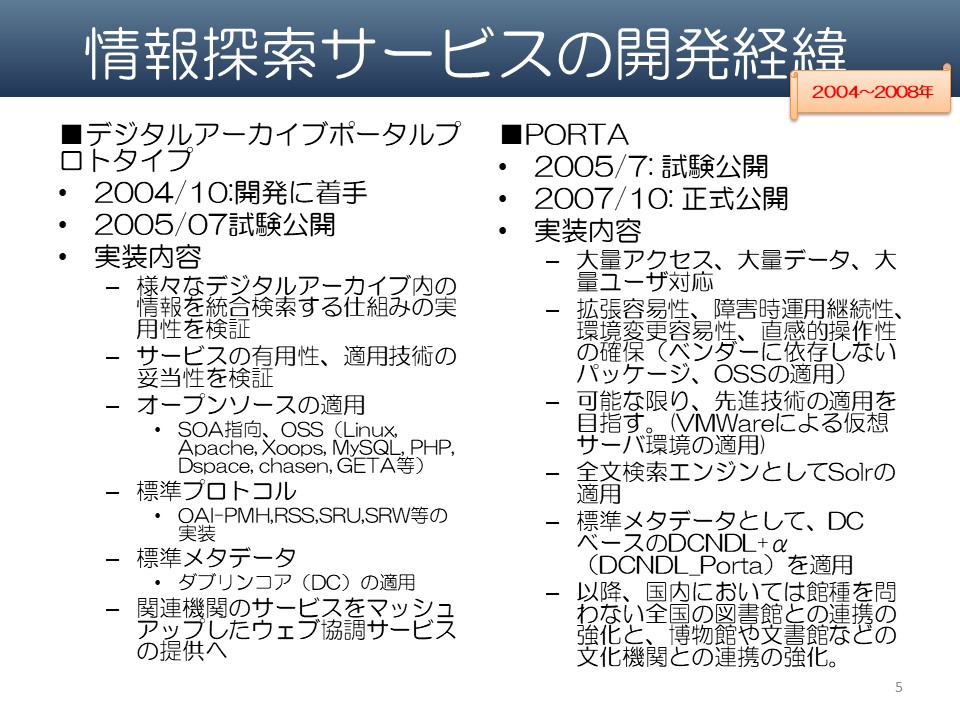 情報探索サービスの開発経緯
2004～2008年
■デジタルアーカイブポータルプ
ロトタイプ
• 2004/10:開発に着手
• 2005/07試験公開
• 実装内容
– 様々なデジタルアーカイブ内の
情報を統合検索する仕組みの実
用性を検証
– サービスの有用性、適用技術の
妥当性を検証
– オープンソースの適用
• SOA指向、OSS（Linux,
Apache, Xoops, MySQL, PHP,
Dspace, chasen, GETA等）
– 標準プロトコル
• OAI-PMH,RSS,SRU,SRW等の
実装
– 標準メタデータ
• ダブリンコア（DC）の適用
– 関連機関のサービスをマッシュ
アップしたウェブ協調サービス
の提供へ
■PORTA
• 2005/7: 試験公開
• 2007/10: 正式公開
• 実装内容
– 大量アクセス、大量データ、大
量ユーザ対応
– 拡張容易性、障害時運用継続性、
環境変更容易性、直感的操作性
の確保（ベンダーに依存しない
パッケージ、OSSの適用）
– 可能な限り、先進技術の適用を
目指す。(VMWareによる仮想
サーバ環境の適用)
– 全文検索エンジンとしてSolrの
適用
– 標準メタデータとして、DC
ベースのDCNDL+α
（DCNDL_Porta）を適用
– 以降、国内においては館種を問
わない全国の図書館との連携の
強化と、博物館や文書館などの
文化機関との連携の強化。
5